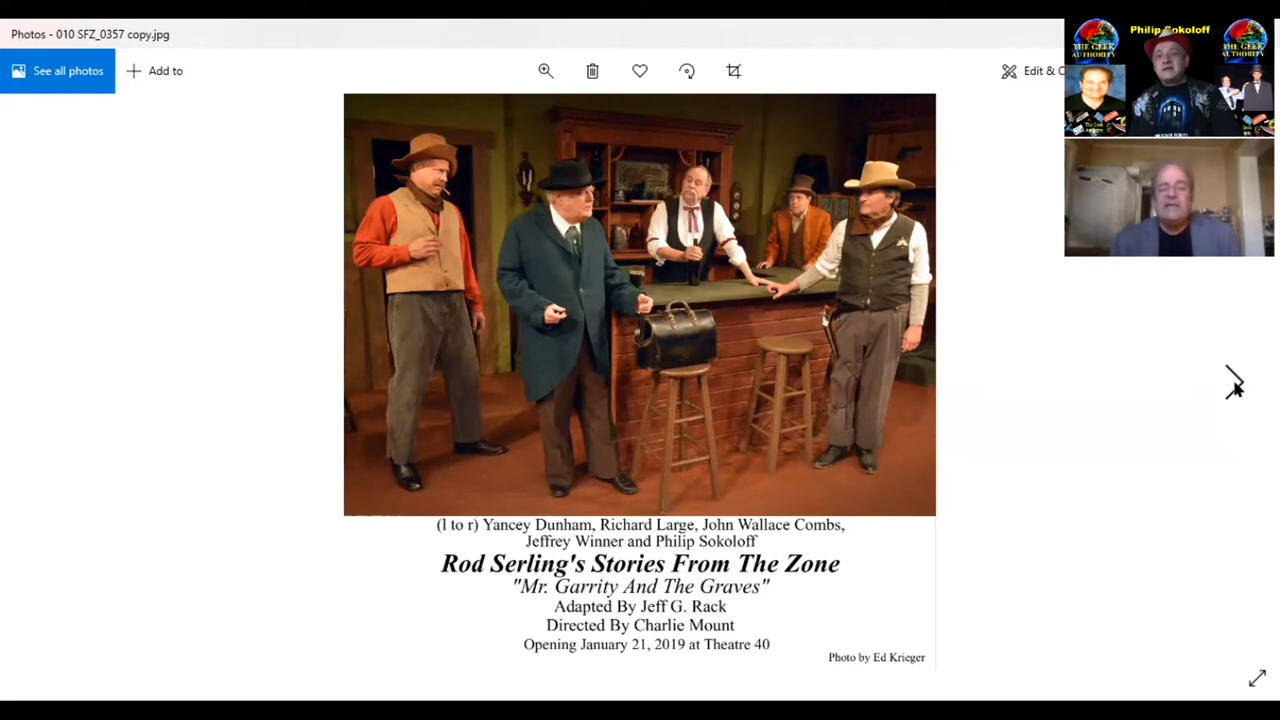 Photos - 010 SFZ_0357 copy.jpg
See all photos
Add to
Edit & C
Philip Sokoloff
THE GEEK
AUTHORITY
THE GEEK
AUTHORITY
(l to r) Yancey Dunham, Richard Large, John Wallace Combs,
Jeffrey Winner and Philip Sokoloff
Rod Serling's Stories From The Zone
"Mr. Garrity And The Graves"
Adapted By Jeff G. Rack
Directed By Charlie Mount
Opening January 21, 2019 at Theatre 40
Photo by Ed Krieger